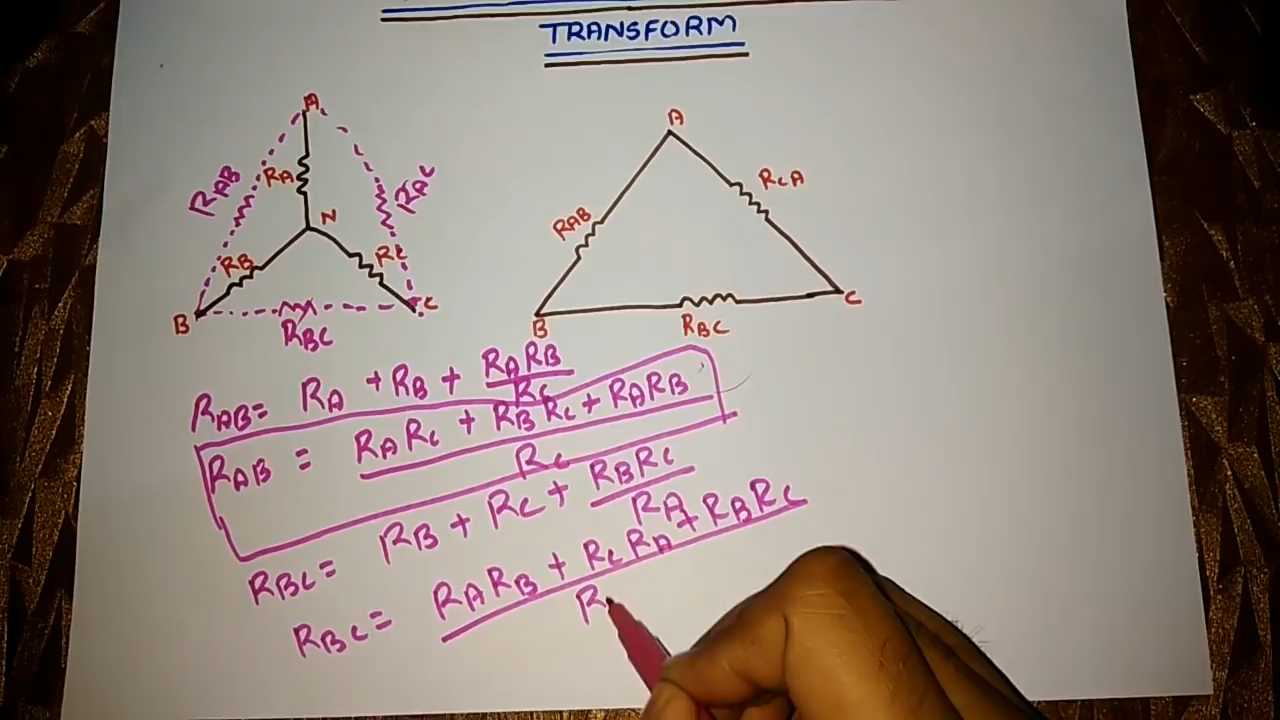 TRANSFORM
A
RAB
RA
RAC
N
RB
RC
B
C
RBC
A
RAB
RCA
B
C
RBC
RAB= RA + RB + RARB/RC
RAB = RARC + RBRC + RARB/RC
RBC= RB + RC + RBRC/RA
RBC= RARB + RCRA + RBRC/R